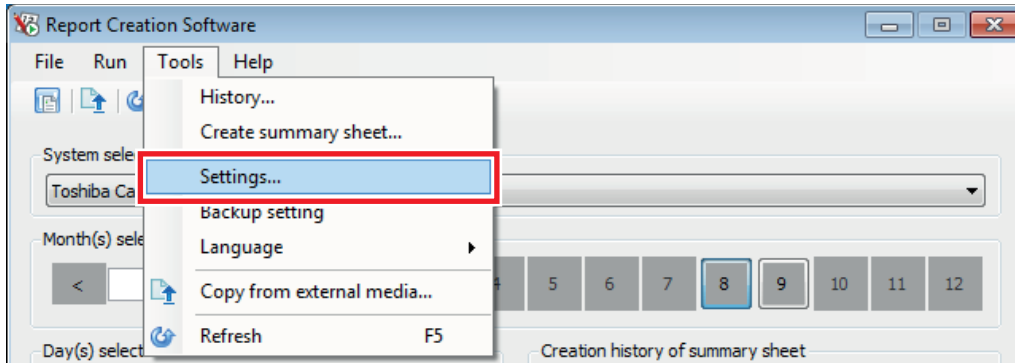 Report Creation Software
File Run Tools Help
History...
Create summary sheet...
System sele
Settings...
Toshiba Ca
Backup setting
Month(s) sele
Language
< 5 6 7 8 9 10 11 12
Copy from external media...
Refresh F5
Day(s) select
Creation history of summary sheet